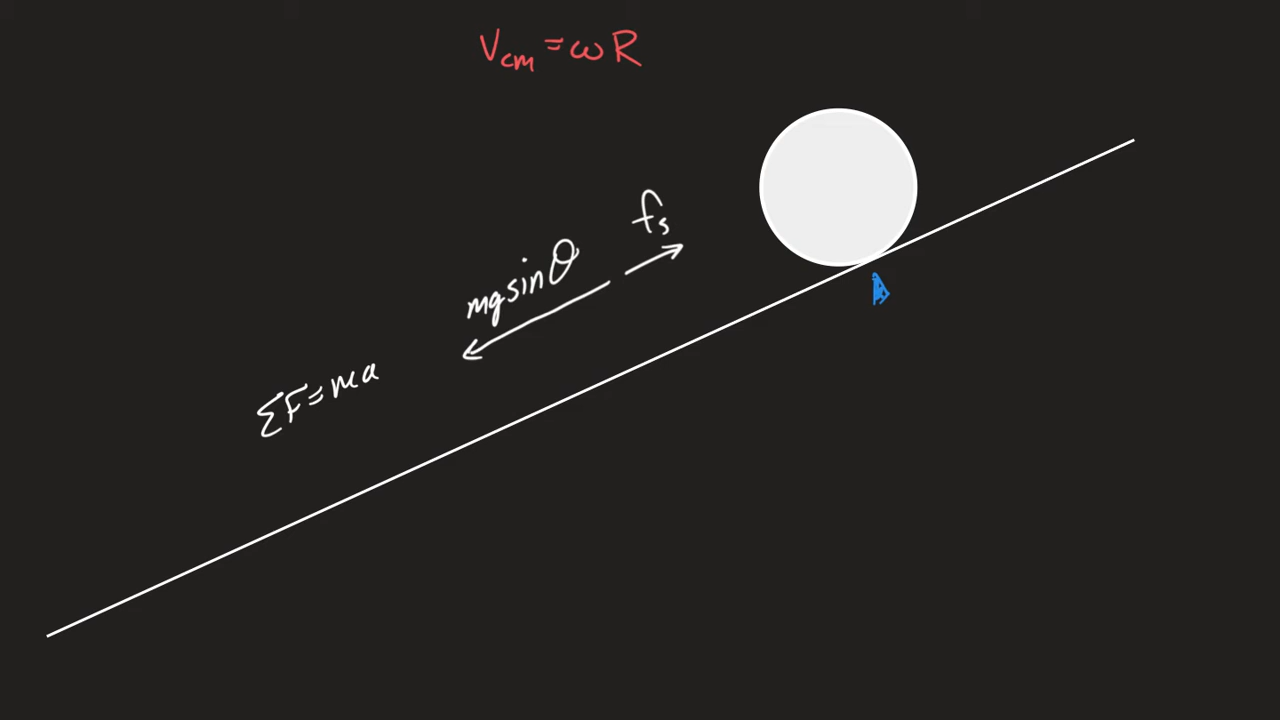 Vcm = ωR
fs
mg sin θ
ΣF = ma